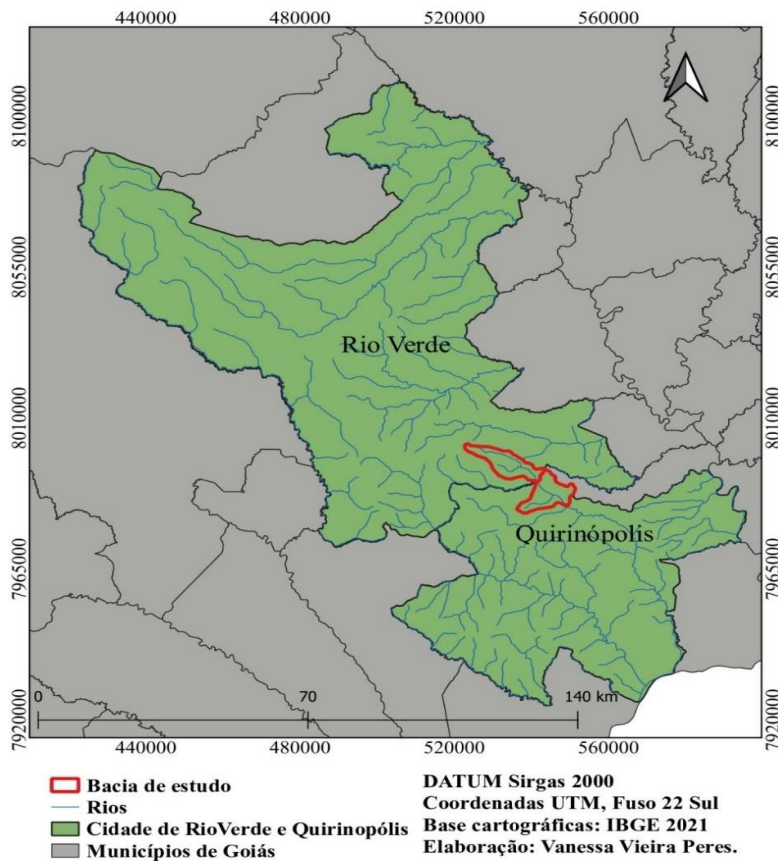 440000 480000 520000 560000
8100000 8100000
8055000 8055000
Rio Verde
8010000 8010000
Quirinópolis
7965000 7965000
0 70 140 km
7920000 7920000
440000 480000 520000 560000
Bacia de estudo
Rios
Cidade de RioVerde e Quirinopólis
Municípios de Goiás
DATUM Sirgas 2000
Coordenadas UTM, Fuso 22 Sul
Base cartográficas: IBGE 2021
Elaboração: Vanessa Vieira Peres.